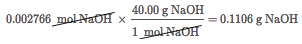 0.002766 mol NaOH × 40.00 g NaOH / 1 mol NaOH = 0.1106 g NaOH